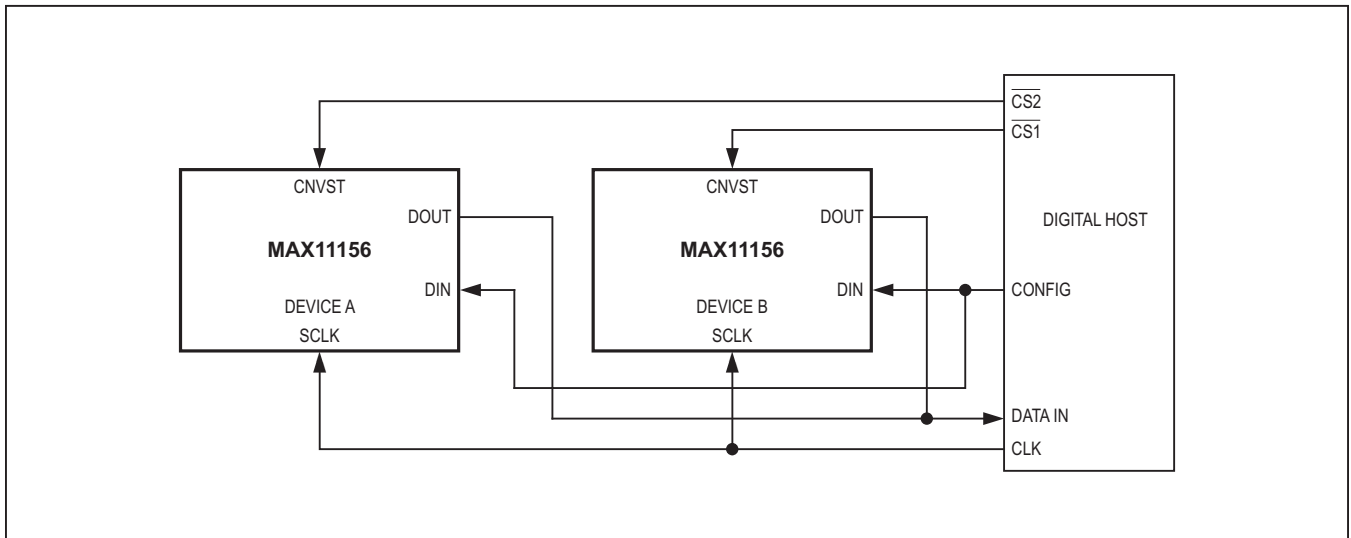 CS2
CS1
CNVST
DOUT
MAX11156
DIN
DEVICE A
SCLK
CNVST
DOUT
MAX11156
DIN
DEVICE B
SCLK
DIGITAL HOST
CONFIG
DATA IN
CLK